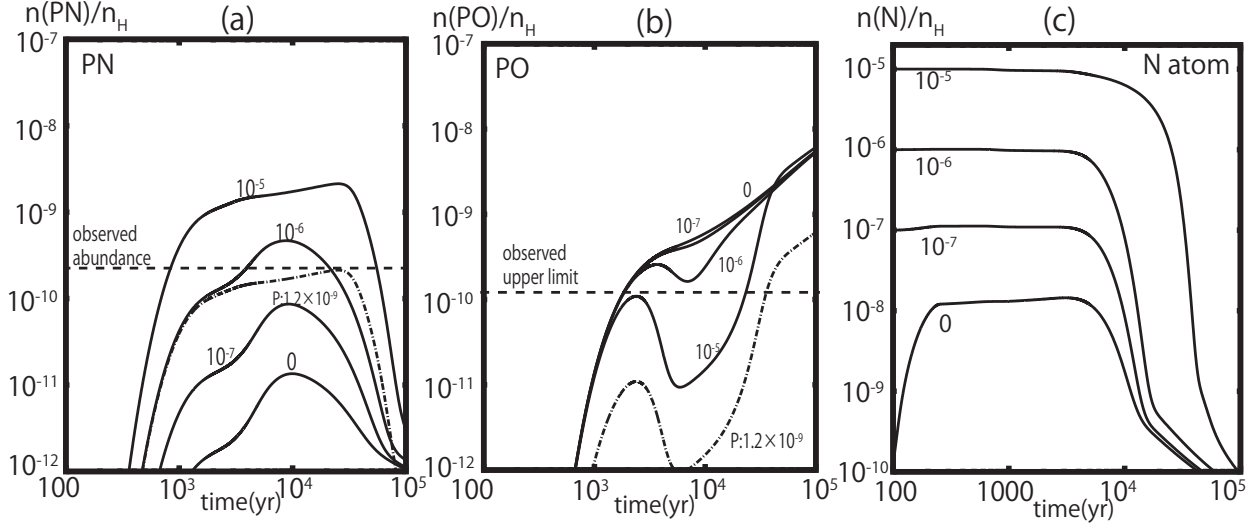 n(PN)/n_H (a)
10^-7
PN
10^-8
10^-5
10^-9
10^-6
observed
abundance
10^-10
P:1.2×10^-9
10^-7
0
10^-11
10^-12
100 10^3 10^4 10^5
time(yr)
n(PO)/n_H (b)
10^-7
PO
10^-8
0
10^-9
10^-7
observed
upper limit
10^-6
10^-10
10^-5
10^-11
P:1.2×10^-9
10^-12
100 10^3 10^4 10^5
time(yr)
n(N)/n_H (c)
N atom
10^-5
10^-5
10^-6
10^-6
10^-7
10^-7
10^-8
0
10^-9
10^-10
100 1000 10^4 10^5
time(yr)